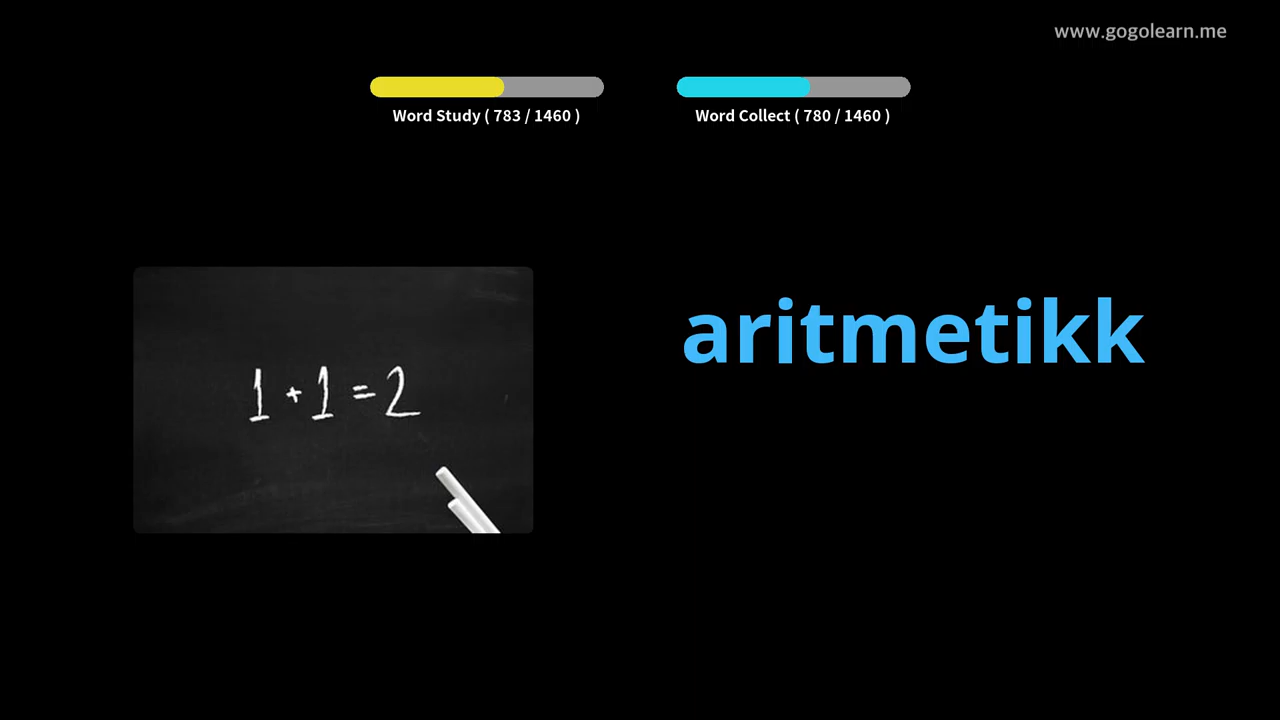 www.gogolearn.me
Word Study ( 783 / 1460 )
Word Collect ( 780 / 1460 )
aritmetikk
1 + 1 = 2